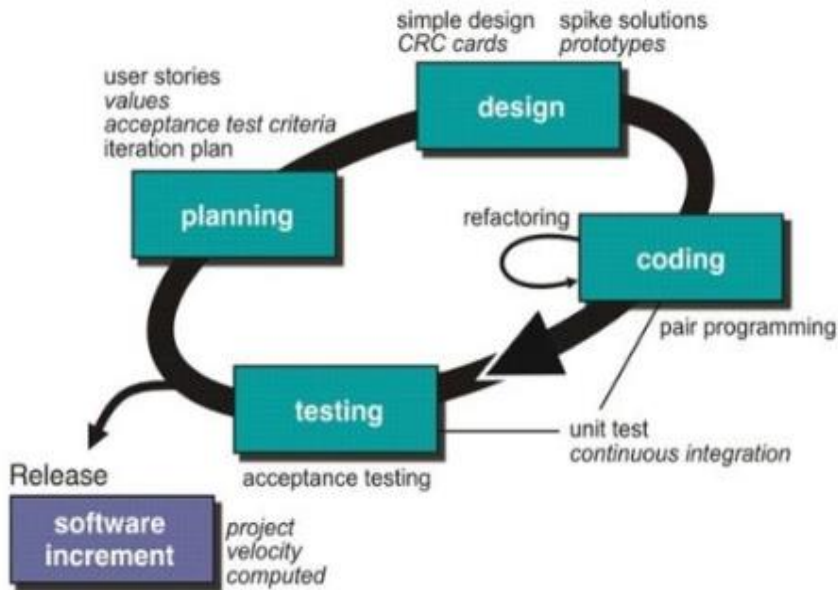 simple design
CRC cards
spike solutions
prototypes
user stories
values
acceptance test criteria
iteration plan
design
planning
refactoring
coding
pair programming
testing
unit test
continuous integration
acceptance testing
Release
software
increment
project
velocity
computed